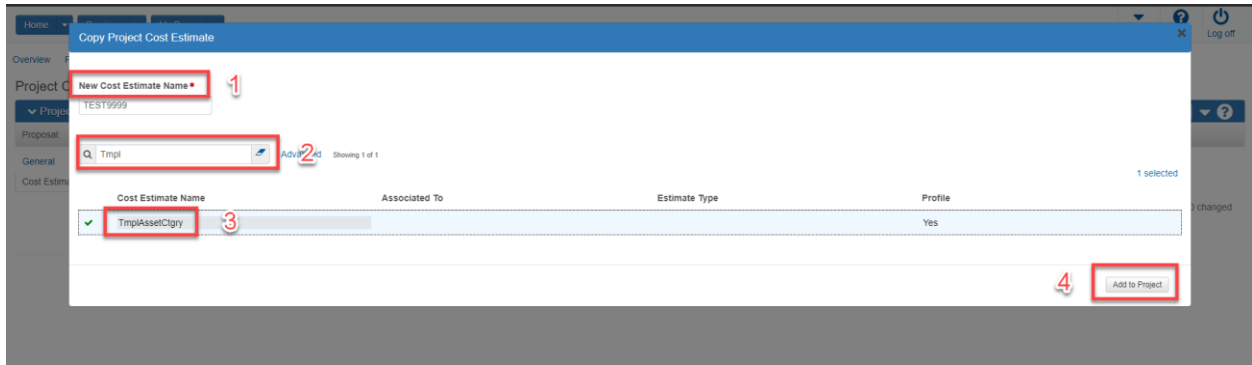 Home
Log off
Copy Project Cost Estimate
Overview
Project C
New Cost Estimate Name
1
TEST9999
Proposal:
Tmpl
2
Advanced
Showing 1 of 1
General
1 selected
Cost Estima
Cost Estimate Name Associated To Estimate Type Profile
0 changed
TmplAssetCtgry
3
Yes
4
Add to Project